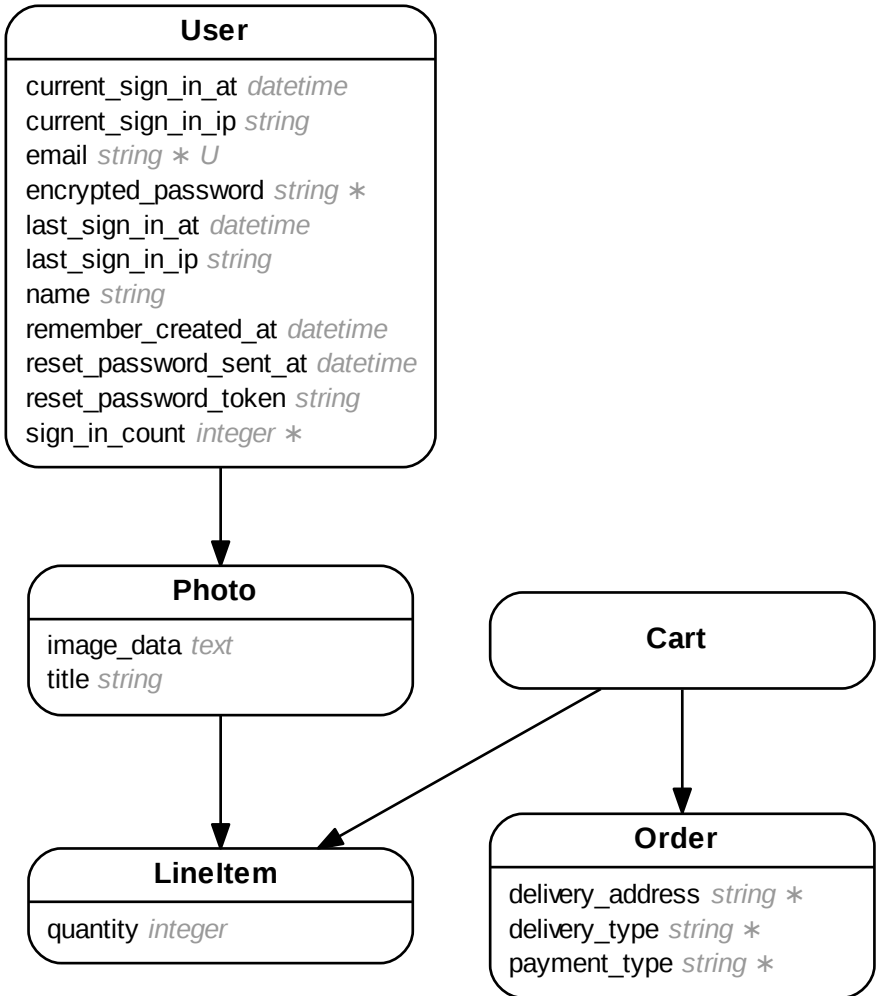 User
current_sign_in_at datetime
current_sign_in_ip string
email string ∗ U
encrypted_password string ∗
last_sign_in_at datetime
last_sign_in_ip string
name string
remember_created_at datetime
reset_password_sent_at datetime
reset_password_token string
sign_in_count integer ∗
Photo
image_data text
title string
Cart
LineItem
quantity integer
Order
delivery_address string ∗
delivery_type string ∗
payment_type string ∗